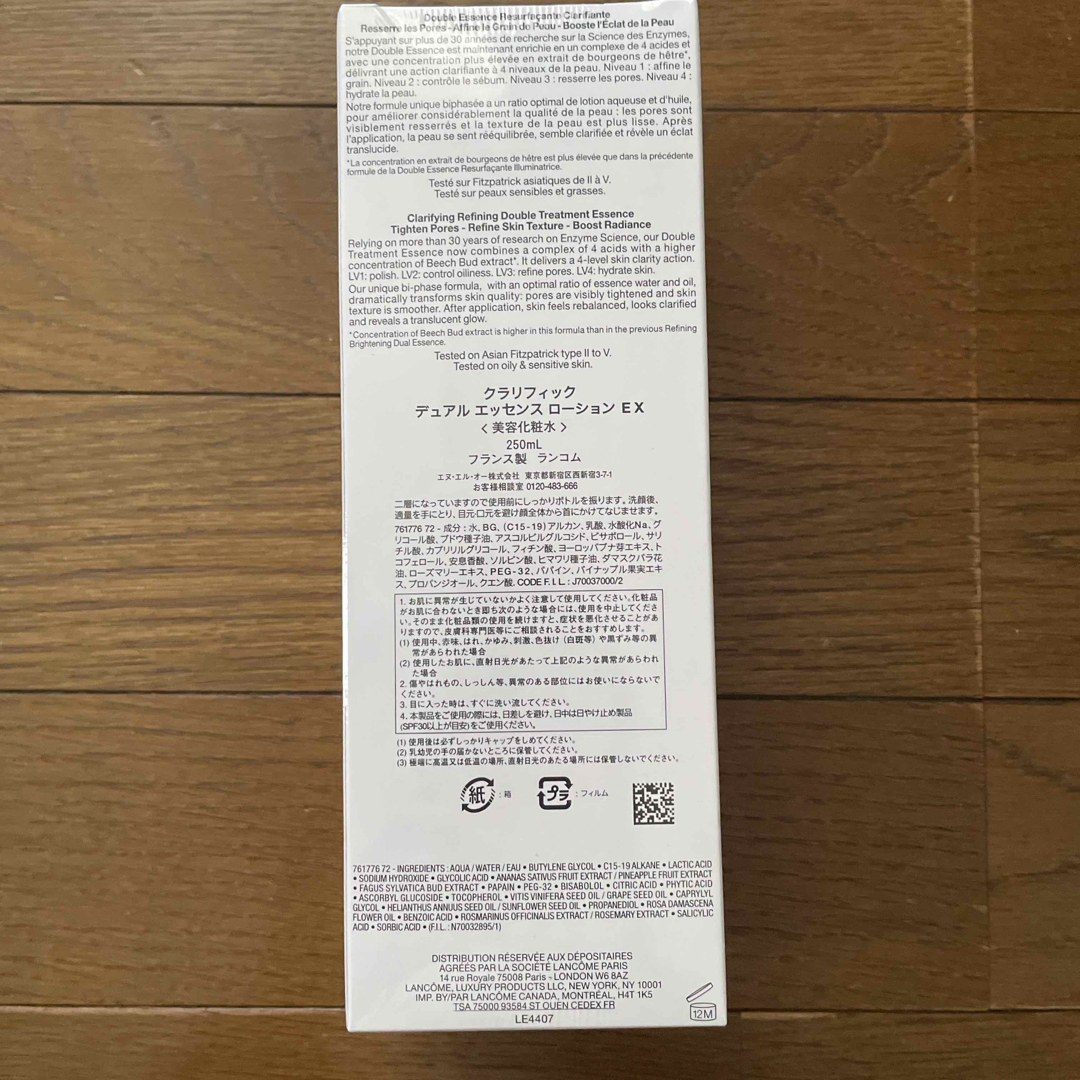 Double Essence Resurfaçante Clarifiante
Resserre les Pores - Affine le Grain de Peau - Booste l'Éclat de la Peau
S'appuyant sur plus de 30 années de recherche sur la Science des Enzymes,
notre Double Essence est maintenant enrichie en un complexe de 4 acides et
avec une concentration plus élevée en extrait de bourgeons de hêtre*,
délivrant une action clarifiante à 4 niveaux de la peau. Niveau 1 : affine le
grain. Niveau 2 : contrôle le sébum. Niveau 3 : resserre les pores. Niveau 4 :
hydrate la peau.
Notre formule unique biphasée a un ratio optimal de lotion aqueuse et d'huile,
pour améliorer considérablement la qualité de la peau : les pores sont
visiblement resserrés et la texture de la peau est plus lisse. Après
l'application, la peau se sent rééquilibrée, semble clarifiée et révèle un éclat
translucide.
*La concentration en extrait de bourgeons de hêtre est plus élevée que dans la précédente
formule de la Double Essence Resurfaçante Illuminatrice.
Testé sur Fitzpatrick asiatiques de II à V.
Testé sur peaux sensibles et grasses.
Clarifying Refining Double Treatment Essence
Tighten Pores - Refine Skin Texture - Boost Radiance
Relying on more than 30 years of research on Enzyme Science, our Double
Treatment Essence now combines a complex of 4 acids with a higher
concentration of Beech Bud extract*. It delivers a 4-level skin clarity action.
LV1: polish. LV2: control oiliness. LV3: refine pores. LV4: hydrate skin.
Our unique bi-phase formula, with an optimal ratio of essence water and oil,
dramatically transforms skin quality: pores are visibly tightened and skin
texture is smoother. After application, skin feels rebalanced, looks clarified
and reveals a translucent glow.
*Concentration of Beech Bud extract is higher in this formula than in the previous Refining
Brightening Dual Essence.
Tested on Asian Fitzpatrick type II to V.
Tested on oily & sensitive skin.
クラリフィック
デュアル エッセンス ローション EX
〈 美容化粧水 〉
250mL
フランス製 ランコム
エヌ・エル・オー株式会社 東京都新宿区西新宿3-7-1
お客様相談室 0120-483-666
二層になっていますので使用前にしっかりボトルを振ります。洗顔後、
適量を手にとり、目元・口元を避け顔全体から首にかけてなじませます。
761776 72 - 成分 : 水、BG、(C15-19)アルカン、乳酸、水酸化Na、グ
リコール酸、ブドウ種子油、アスコルビルグルコシド、ビサボロール、サリ
チル酸、カプリリルグリコール、フィチン酸、ヨーロッパブナ芽エキス、ト
コフェロール、安息香酸、ソルビン酸、ヒマワリ種子油、ダマスクバラ花
油、ローズマリーエキス、PEG-32、パパイン、パイナップル果実エキ
ス、プロパンジオール、クエン酸. CODE F.I.L. : J70037000/2
1. お肌に異常が生じていないかよく注意して使用してください。化粧品
がお肌に合わないとき即ち次のような場合には、使用を中止してくださ
い。そのまま化粧品類の使用を続けますと、症状を悪化させることがあ
りますので、皮膚科専門医等にご相談されることをおすすめします。
(1) 使用中、赤味、はれ、かゆみ、刺激、色抜け（白斑等）や黒ずみ等の異
常があらわれた場合
(2) 使用したお肌に、直射日光があたって上記のような異常があらわれ
た場合
2. 傷やはれもの、しっしん等、異常のある部位にはお使いにならないで
ください。
3. 目に入った時は、すぐに洗い流してください。
4. 本製品をご使用の際には、日差しを避け、日中は日やけ止め製品
(SPF30以上が目安)をご使用ください。
(1) 使用後は必ずしっかりキャップをしめてください。
(2) 乳幼児の手の届かないところに保管してください。
(3) 極端に高温又は低温の場所、直射日光のあたる場所には保管しないでください。
紙 : 箱 プラ : フィルム
761776 72 - INGREDIENTS : AQUA / WATER / EAU • BUTYLENE GLYCOL • C15-19 ALKANE • LACTIC ACID
• SODIUM HYDROXIDE • GLYCOLIC ACID • ANANAS SATIVUS FRUIT EXTRACT / PINEAPPLE FRUIT EXTRACT
• FAGUS SYLVATICA BUD EXTRACT • PAPAIN • PEG-32 • BISABOLOL • CITRIC ACID • PHYTIC ACID
• ASCORBYL GLUCOSIDE • TOCOPHEROL • VITIS VINIFERA SEED OIL / GRAPE SEED OIL • CAPRYLYL
GLYCOL • HELIANTHUS ANNUUS SEED OIL / SUNFLOWER SEED OIL • PROPANEDIOL • ROSA DAMASCENA
FLOWER OIL • BENZOIC ACID • ROSMARINUS OFFICINALIS EXTRACT / ROSEMARY EXTRACT • SALICYLIC
ACID • SORBIC ACID • (F.I.L. : N70032895/1)
DISTRIBUTION RÉSERVÉE AUX DÉPOSITAIRES
AGRÉÉS PAR LA SOCIÉTÉ LANCÔME PARIS
14 rue Royale 75008 Paris - LONDON W6 8AZ
LANCÔME, LUXURY PRODUCTS LLC, NEW YORK, NY 10001
IMP. BY/PAR LANCÔME CANADA, MONTRÉAL, H4T 1K5
TSA 75000 93584 ST OUEN CEDEX FR
LE4407
12M